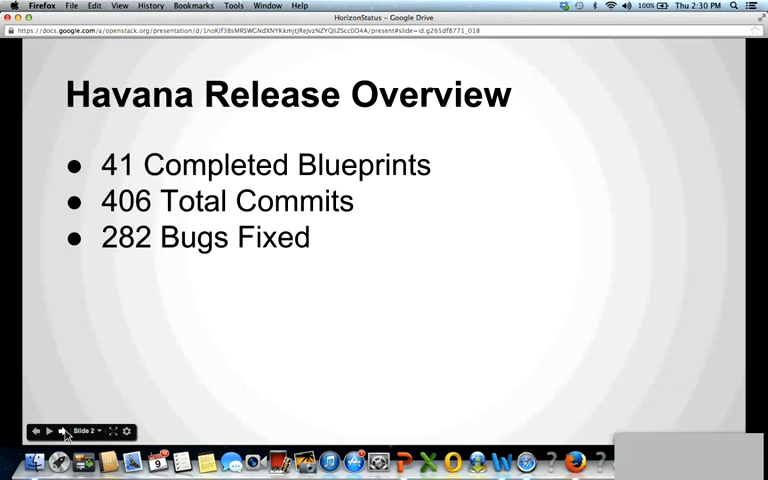 Firefox File Edit View History Bookmarks Tools Window Help 100% Thu 2:30 PM
HorizonStatus – Google Drive
Havana Release Overview
● 41 Completed Blueprints
● 406 Total Commits
● 282 Bugs Fixed
Slide 2
9